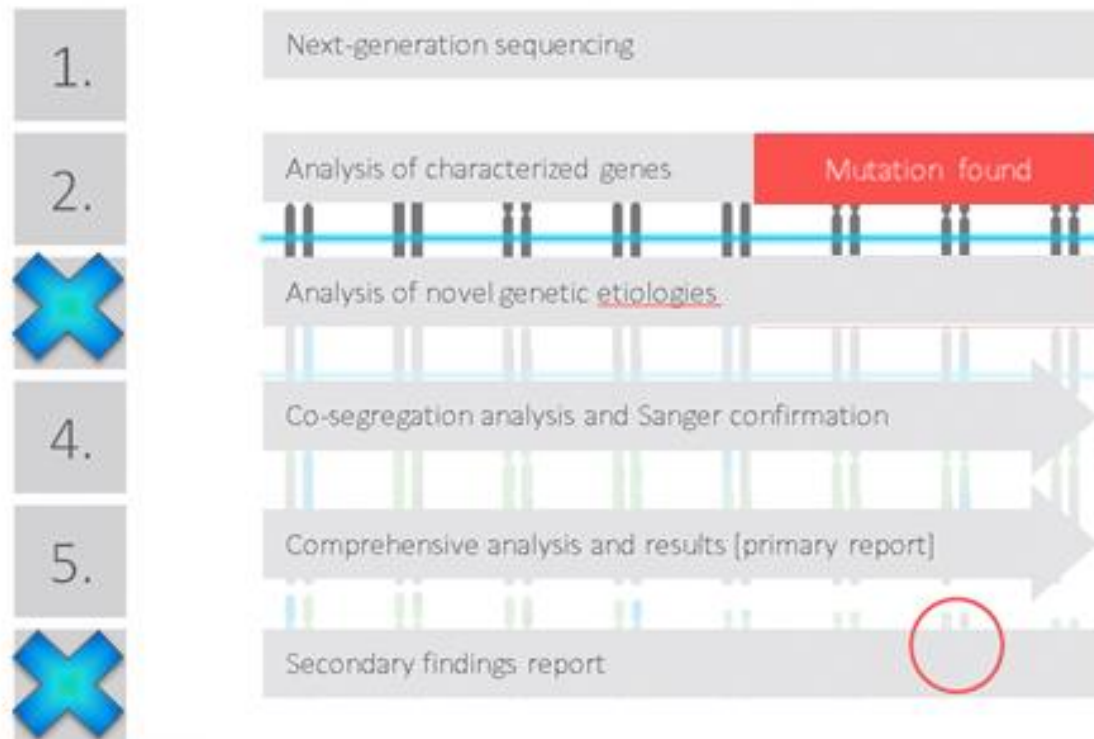 1.
Next-generation sequencing
2.
Analysis of characterized genes
Mutation found
Analysis of novel genetic etiologies
4.
Co-segregation analysis and Sanger confirmation
5.
Comprehensive analysis and results [primary report]
Secondary findings report